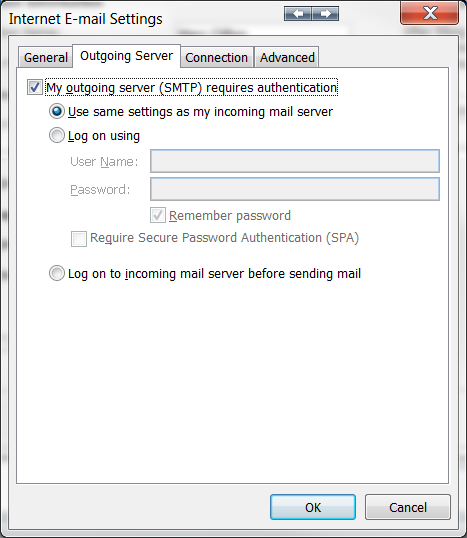 Internet E-mail Settings
General Outgoing Server Connection Advanced
My outgoing server (SMTP) requires authentication
Use same settings as my incoming mail server
Log on using
User Name:
Password:
Remember password
Require Secure Password Authentication (SPA)
Log on to incoming mail server before sending mail
OK Cancel